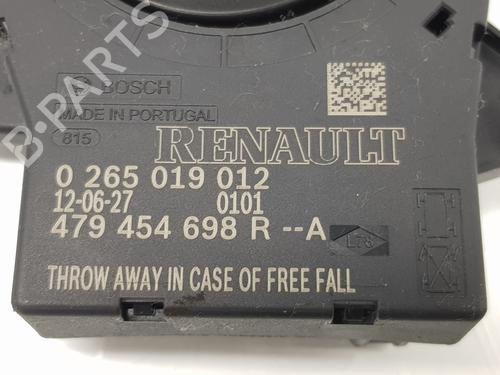 BOSCH
MADE IN PORTUGAL
815
RENAULT
0 265 019 012
12-06-27 0101
479 454 698 R --A
L78
THROW AWAY IN CASE OF FREE FALL
B-PARTS